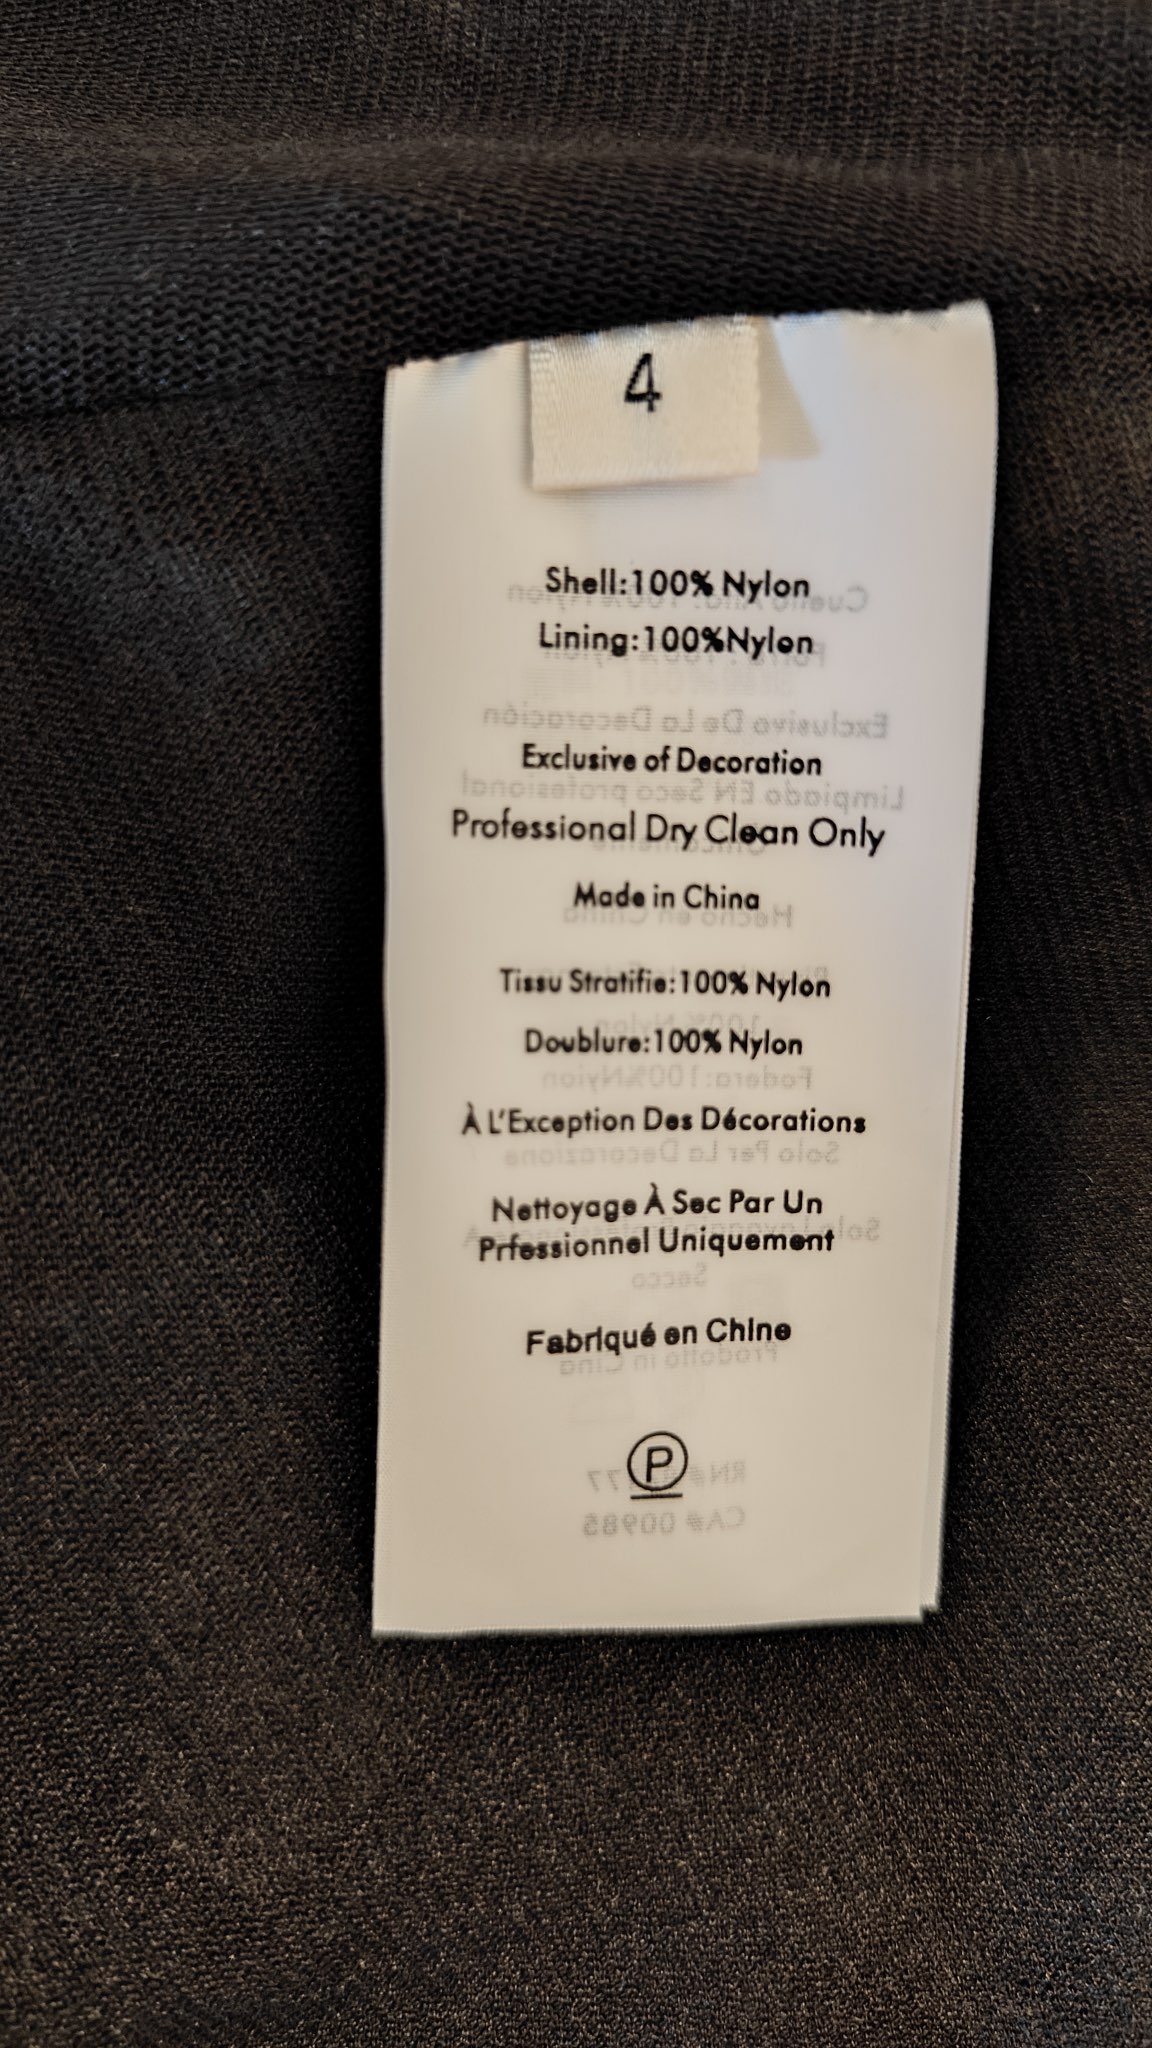 4
Shell:100% Nylon
Lining:100%Nylon
Exclusive of Decoration
Professional Dry Clean Only
Made in China
Tissu Stratifie:100% Nylon
Doublure:100% Nylon
À L'Exception Des Décorations
Nettoyage À Sec Par Un
Prfessionnel Uniquement
Fabriqué en Chine
P